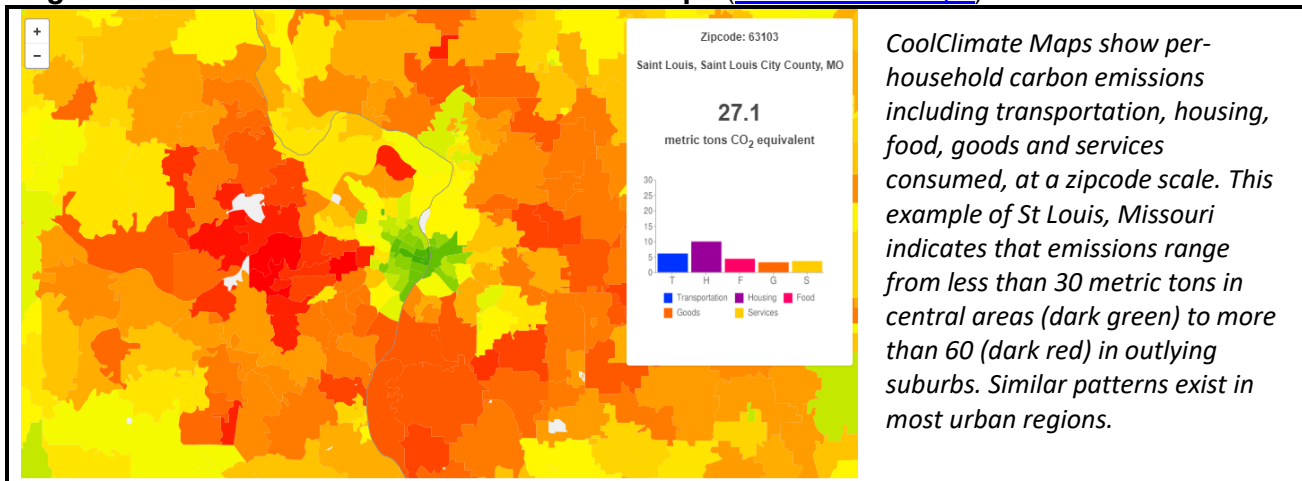 +
−
Zipcode: 63103
Saint Louis, Saint Louis City County, MO
27.1
metric tons CO2 equivalent
30
25
20
15
10
5
0
T H F G S
Transportation Housing Food
Goods Services
CoolClimate Maps show per-
household carbon emissions
including transportation, housing,
food, goods and services
consumed, at a zipcode scale. This
example of St Louis, Missouri
indicates that emissions range
from less than 30 metric tons in
central areas (dark green) to more
than 60 (dark red) in outlying
suburbs. Similar patterns exist in
most urban regions.